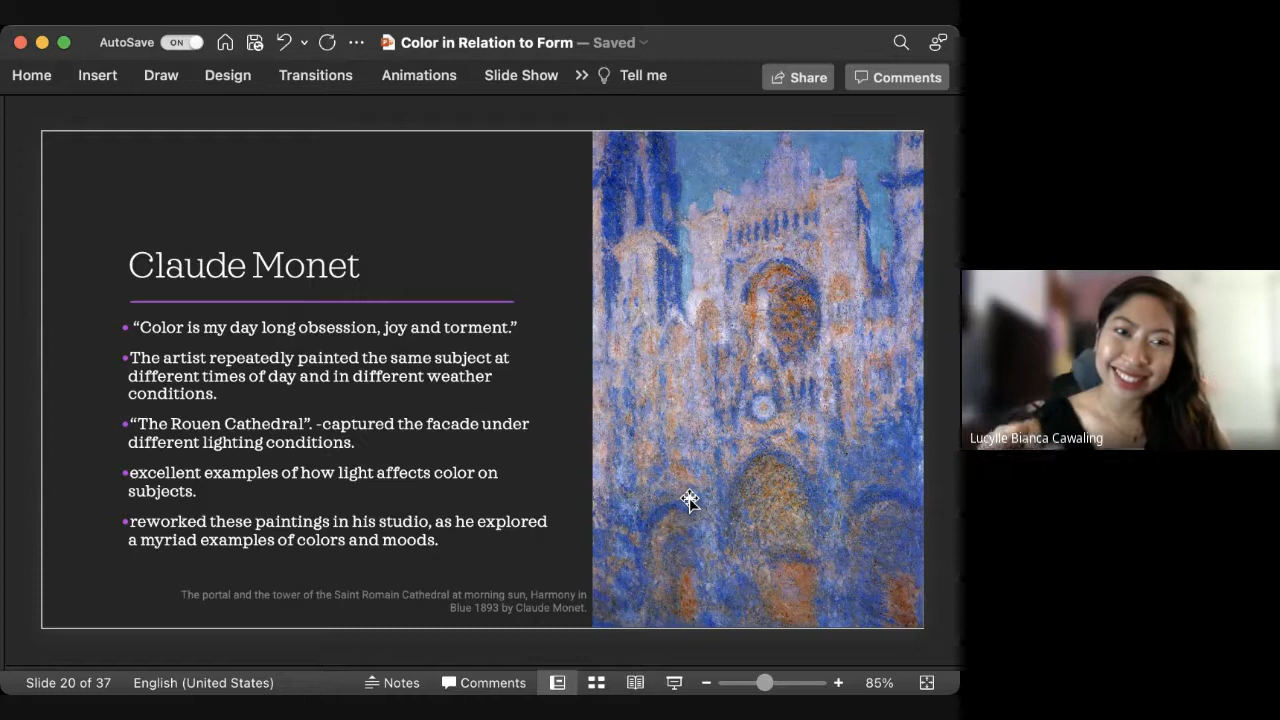 AutoSave ON Color in Relation to Form — Saved
Home Insert Draw Design Transitions Animations Slide Show Tell me Share Comments
Claude Monet
• “Color is my day long obsession, joy and torment.”
•The artist repeatedly painted the same subject at
different times of day and in different weather
conditions.
•“The Rouen Cathedral”. -captured the facade under
different lighting conditions.
•excellent examples of how light affects color on
subjects.
•reworked these paintings in his studio, as he explored
a myriad examples of colors and moods.
The portal and the tower of the Saint Romain Cathedral at morning sun, Harmony in
Blue 1893 by Claude Monet.
Lucylle Bianca Cawaling
Slide 20 of 37 English (United States) Notes Comments 85%